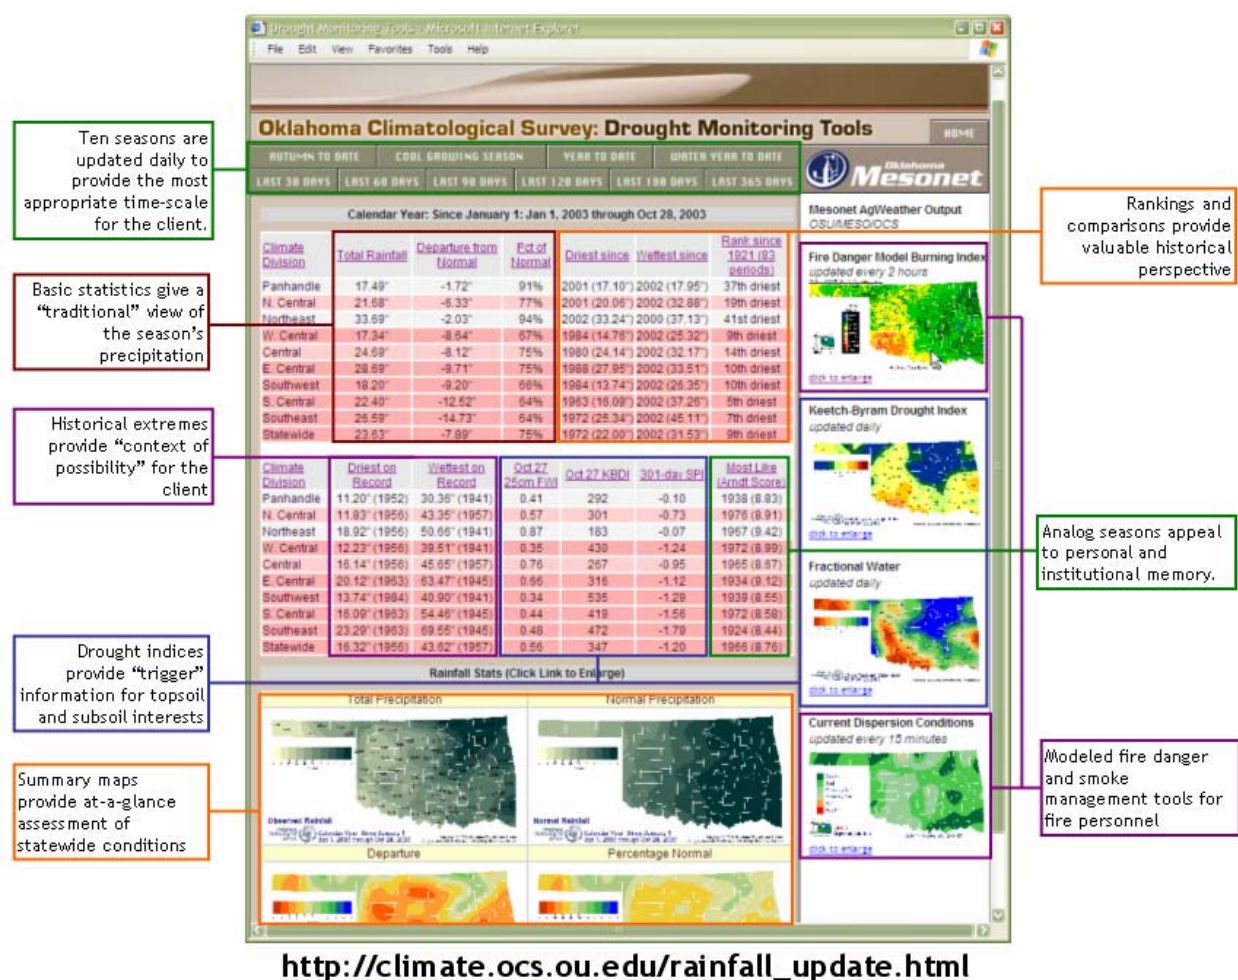 Drought Monitoring Tools - Microsoft Internet Explorer
File Edit View Favorites Tools Help
Oklahoma Climatological Survey: Drought Monitoring Tools
HOME
AUTUMN TO DATE COOL GROWING SEASON YEAR TO DATE WATER YEAR TO DATE
LAST 30 DAYS LAST 60 DAYS LAST 90 DAYS LAST 120 DAYS LAST 180 DAYS LAST 365 DAYS
Oklahoma
Mesonet
Calendar Year: Since January 1: Jan 1, 2003 through Oct 28, 2003
Climate Division Total Rainfall Departure from Normal Pct of Normal Driest since Wettest since Rank since 1921 (83 periods)
Panhandle 17.49" -1.72" 91% 2001 (17.10") 2002 (17.95") 37th driest
N. Central 21.68" -6.33" 77% 2001 (20.06") 2002 (32.88") 19th driest
Northeast 33.69" -2.03" 94% 2002 (33.24") 2000 (37.13") 41st driest
W. Central 17.34" -8.64" 67% 1984 (14.76") 2002 (25.32") 9th driest
Central 24.69" -8.12" 75% 1980 (24.14") 2002 (32.17") 14th driest
E. Central 28.69" -9.71" 75% 1988 (27.95") 2002 (33.51") 10th driest
Southwest 18.20" -9.20" 66% 1984 (13.74") 2002 (26.35") 10th driest
S. Central 22.40" -12.52" 64% 1963 (16.09") 2002 (37.26") 5th driest
Southeast 26.59" -14.73" 64% 1972 (25.34") 2002 (45.11") 7th driest
Statewide 23.63" -7.89" 75% 1972 (22.00") 2002 (31.53") 9th driest
Climate Division Driest on Record Wettest on Record Oct 27 25cm FWI Oct 27 KBDI 301-day SPI Most Like (Arndt Score)
Panhandle 11.20" (1952) 30.36" (1941) 0.41 292 -0.10 1938 (8.83)
N. Central 11.83" (1956) 43.35" (1957) 0.57 301 -0.73 1976 (8.91)
Northeast 18.92" (1956) 50.66" (1941) 0.87 183 -0.07 1967 (9.42)
W. Central 12.23" (1956) 39.51" (1941) 0.35 430 -1.24 1972 (8.99)
Central 16.14" (1956) 45.65" (1957) 0.76 267 -0.95 1965 (8.67)
E. Central 20.12" (1963) 63.47" (1945) 0.66 316 -1.12 1934 (9.12)
Southwest 13.74" (1984) 40.90" (1941) 0.34 535 -1.29 1939 (8.55)
S. Central 16.09" (1963) 54.46" (1945) 0.44 419 -1.56 1972 (8.58)
Southeast 23.29" (1963) 69.55" (1945) 0.48 472 -1.79 1924 (8.44)
Statewide 16.32" (1956) 43.62" (1957) 0.56 347 -1.20 1966 (8.76)
Rainfall Stats (Click Link to Enlarge)
Total Precipitation Normal Precipitation
Observed Rainfall
Normal Rainfall
Departure Percentage Normal
Mesonet AgWeather Output
OSU/MESO/OCS
Fire Danger Model Burning Index
updated every 2 hours
click to enlarge
Keetch-Byram Drought Index
updated daily
click to enlarge
Fractional Water
updated daily
click to enlarge
Current Dispersion Conditions
updated every 15 minutes
click to enlarge
Ten seasons are
updated daily to
provide the most
appropriate time-scale
for the client.
Basic statistics give a
“traditional” view of
the season’s
precipitation
Historical extremes
provide “context of
possibility” for the
client
Drought indices
provide “trigger”
information for topsoil
and subsoil interests
Summary maps
provide at-a-glance
assessment of
statewide conditions
Rankings and
comparisons provide
valuable historical
perspective
Analog seasons appeal
to personal and
institutional memory.
Modeled fire danger
and smoke
management tools for
fire personnel
http://climate.ocs.ou.edu/rainfall_update.html